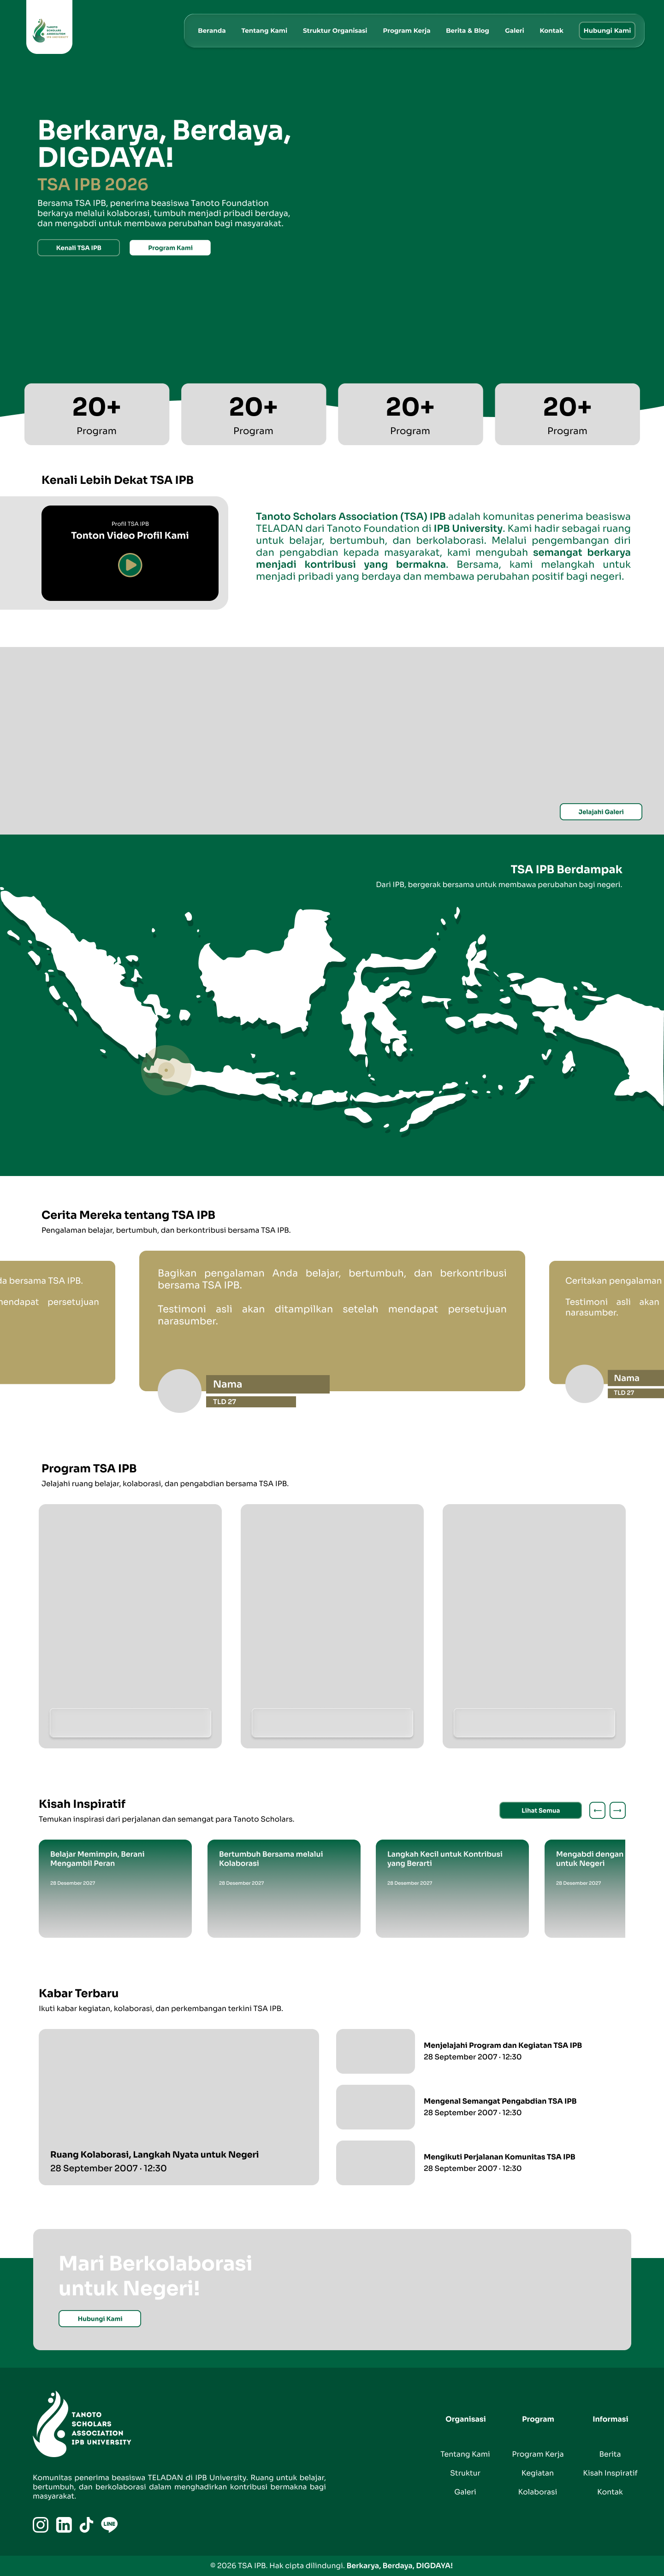 TANOTO
SCHOLARS
ASSOCIATION
IPB UNIVERSITY
Beranda
Tentang Kami
Struktur Organisasi
Program Kerja
Berita & Blog
Galeri
Kontak
Hubungi Kami
Berkarya, Berdaya,
DIGDAYA!
TSA IPB 2026
Bersama TSA IPB, penerima beasiswa Tanoto Foundation
berkarya melalui kolaborasi, tumbuh menjadi pribadi berdaya,
dan mengabdi untuk membawa perubahan bagi masyarakat.
Kenali TSA IPB
Program Kami
20+
Program
20+
Program
20+
Program
20+
Program
Kenali Lebih Dekat TSA IPB
Profil TSA IPB
Tonton Video Profil Kami
Tanoto Scholars Association (TSA) IPB adalah komunitas penerima beasiswa
TELADAN dari Tanoto Foundation di IPB University. Kami hadir sebagai ruang
untuk belajar, bertumbuh, dan berkolaborasi. Melalui pengembangan diri
dan pengabdian kepada masyarakat, kami mengubah semangat berkarya
menjadi kontribusi yang bermakna. Bersama, kami melangkah untuk
menjadi pribadi yang berdaya dan membawa perubahan positif bagi negeri.
Jelajahi Galeri
TSA IPB Berdampak
Dari IPB, bergerak bersama untuk membawa perubahan bagi negeri.
Cerita Mereka tentang TSA IPB
Pengalaman belajar, bertumbuh, dan berkontribusi bersama TSA IPB.
da bersama TSA IPB.
mendapat persetujuan
Bagikan pengalaman Anda belajar, bertumbuh, dan berkontribusi
bersama TSA IPB.
Testimoni asli akan ditampilkan setelah mendapat persetujuan
narasumber.
Nama
TLD 27
Ceritakan pengalaman
Testimoni asli akan
narasumber.
Nama
TLD 27
Program TSA IPB
Jelajahi ruang belajar, kolaborasi, dan pengabdian bersama TSA IPB.
Kisah Inspiratif
Temukan inspirasi dari perjalanan dan semangat para Tanoto Scholars.
Lihat Semua
Belajar Memimpin, Berani
Mengambil Peran
28 Desember 2027
Bertumbuh Bersama melalui
Kolaborasi
28 Desember 2027
Langkah Kecil untuk Kontribusi
yang Berarti
28 Desember 2027
Mengabdi dengan
untuk Negeri
28 Desember 2027
Kabar Terbaru
Ikuti kabar kegiatan, kolaborasi, dan perkembangan terkini TSA IPB.
Ruang Kolaborasi, Langkah Nyata untuk Negeri
28 September 2007 · 12:30
Menjelajahi Program dan Kegiatan TSA IPB
28 September 2007 · 12:30
Mengenal Semangat Pengabdian TSA IPB
28 September 2007 · 12:30
Mengikuti Perjalanan Komunitas TSA IPB
28 September 2007 · 12:30
Mari Berkolaborasi
untuk Negeri!
Hubungi Kami
TANOTO
SCHOLARS
ASSOCIATION
IPB UNIVERSITY
Komunitas penerima beasiswa TELADAN di IPB University. Ruang untuk belajar,
bertumbuh, dan berkolaborasi dalam menghadirkan kontribusi bermakna bagi
masyarakat.
LINE
Organisasi
Tentang Kami
Struktur
Galeri
Program
Program Kerja
Kegiatan
Kolaborasi
Informasi
Berita
Kisah Inspiratif
Kontak
© 2026 TSA IPB. Hak cipta dilindungi. Berkarya, Berdaya, DIGDAYA!